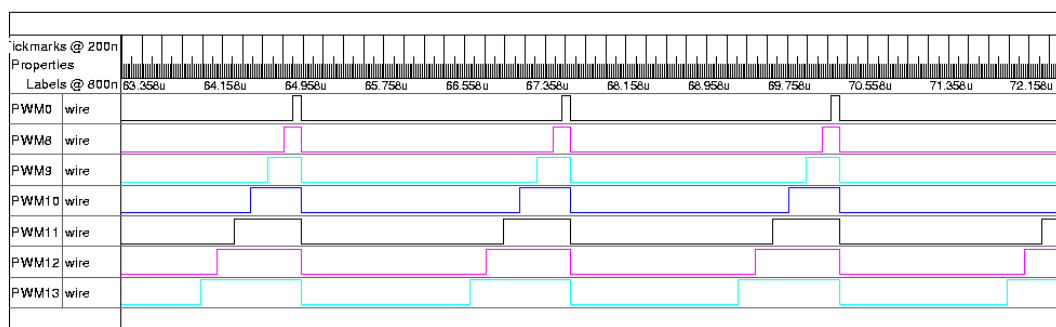 ickmarks @ 200n
Properties
Labels @ 800n 63.358u 64.158u 64.958u 65.758u 66.558u 67.358u 68.158u 68.958u 69.758u 70.558u 71.358u 72.158u
PWM0 wire
PWM8 wire
PWM9 wire
PWM10 wire
PWM11 wire
PWM12 wire
PWM13 wire